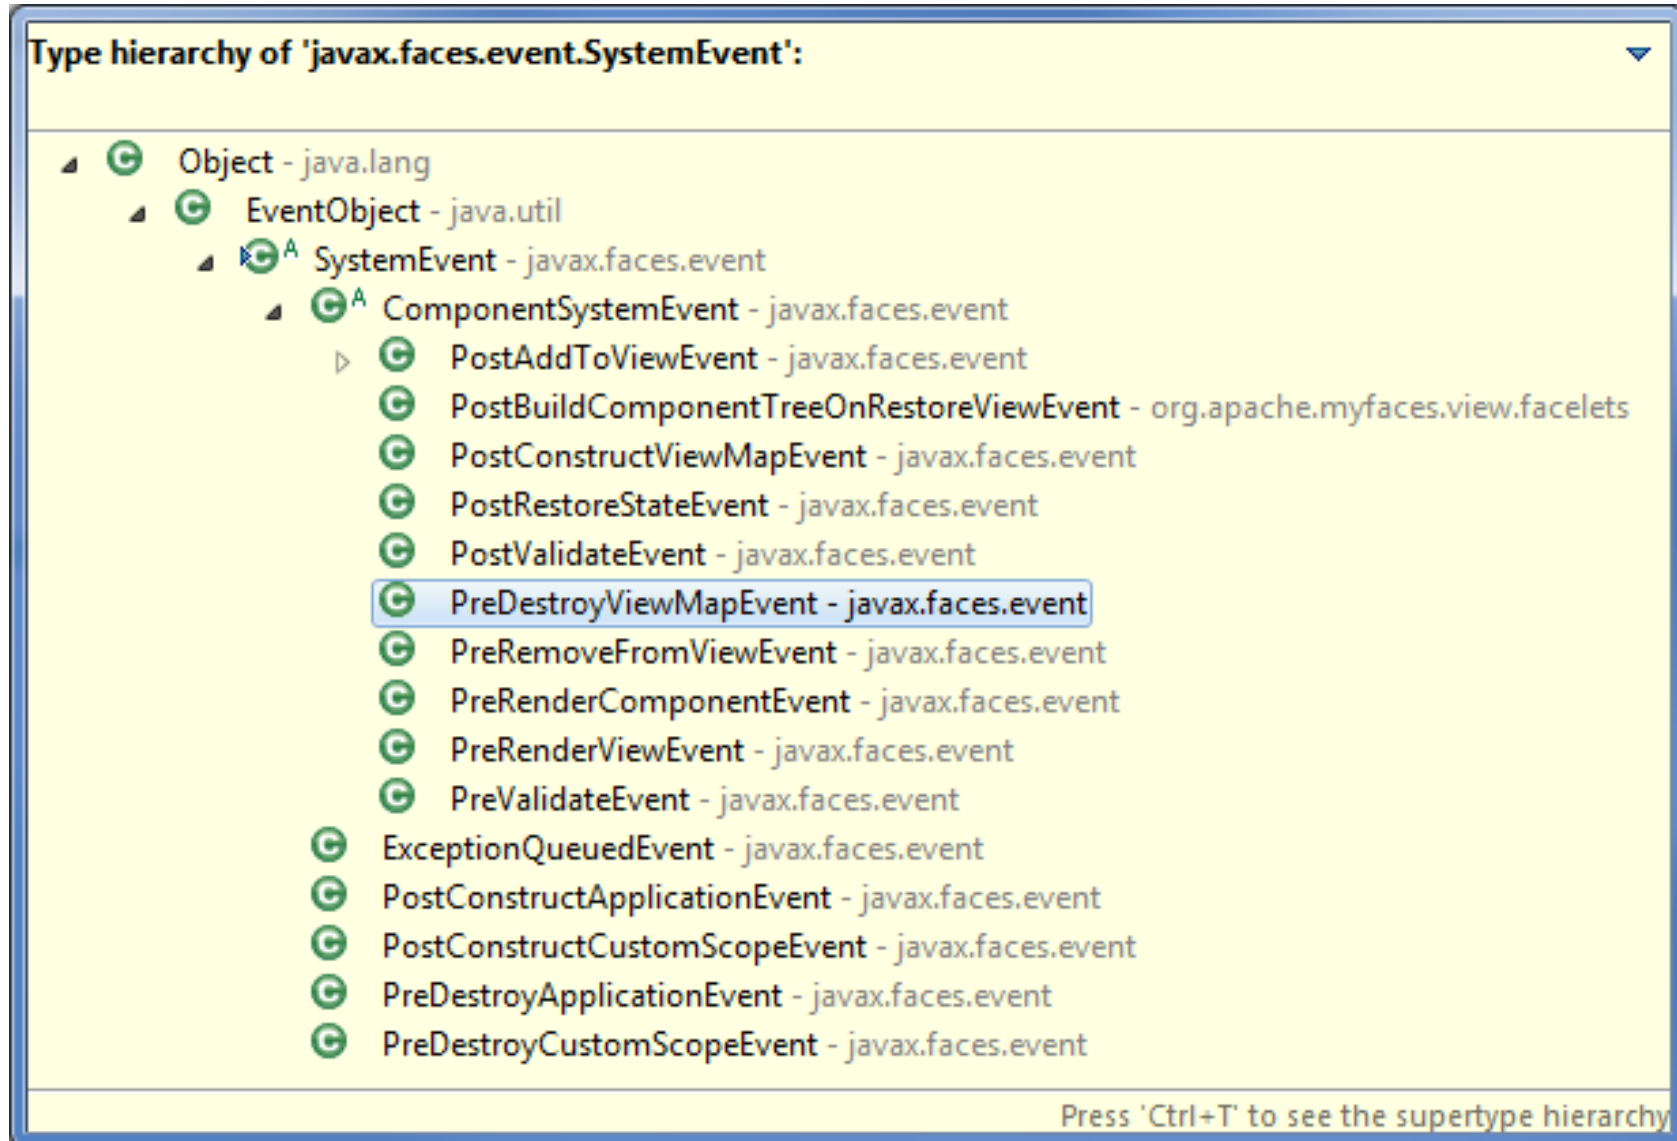 Type hierarchy of 'javax.faces.event.SystemEvent':
Object - java.lang
EventObject - java.util
SystemEvent - javax.faces.event
ComponentSystemEvent - javax.faces.event
PostAddToViewEvent - javax.faces.event
PostBuildComponentTreeOnRestoreViewEvent - org.apache.myfaces.view.facelets
PostConstructViewMapEvent - javax.faces.event
PostRestoreStateEvent - javax.faces.event
PostValidateEvent - javax.faces.event
PreDestroyViewMapEvent - javax.faces.event
PreRemoveFromViewEvent - javax.faces.event
PreRenderComponentEvent - javax.faces.event
PreRenderViewEvent - javax.faces.event
PreValidateEvent - javax.faces.event
ExceptionQueuedEvent - javax.faces.event
PostConstructApplicationEvent - javax.faces.event
PostConstructCustomScopeEvent - javax.faces.event
PreDestroyApplicationEvent - javax.faces.event
PreDestroyCustomScopeEvent - javax.faces.event
Press 'Ctrl+T' to see the supertype hierarchy